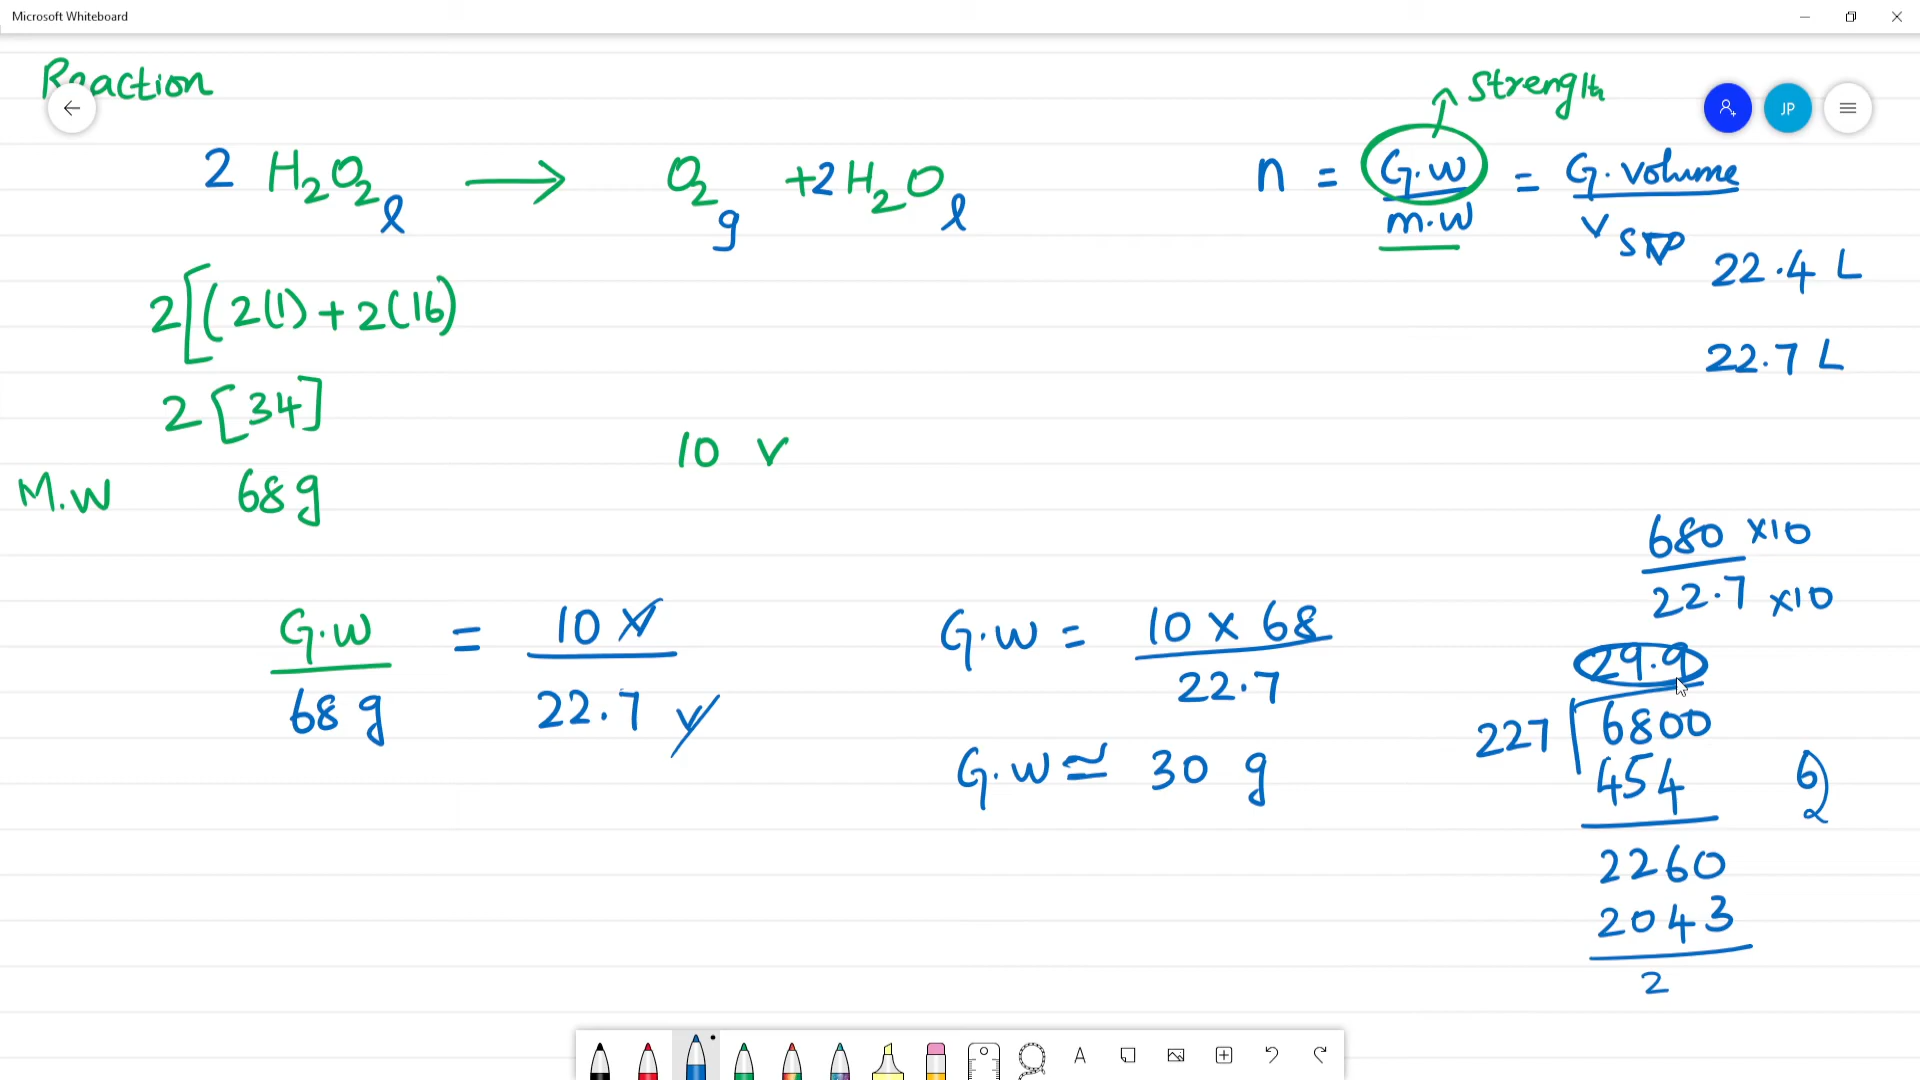 Microsoft Whiteboard
Reaction
2 H₂O₂ l → O₂ g + 2 H₂O l
2[(2(1) + 2(16)
2[34]
M.W 68 g
10 V
Strength
n = G.W / m.W = G. volume / V STP
22.4 L
22.7 L
JP
G.W / 68 g = 10 V / 22.7 V
G.W = 10 x 68 / 22.7
G.W ≃ 30 g
680 x10
22.7 x10
29.9
227 6800
454
2260
2043
2
6
2
A